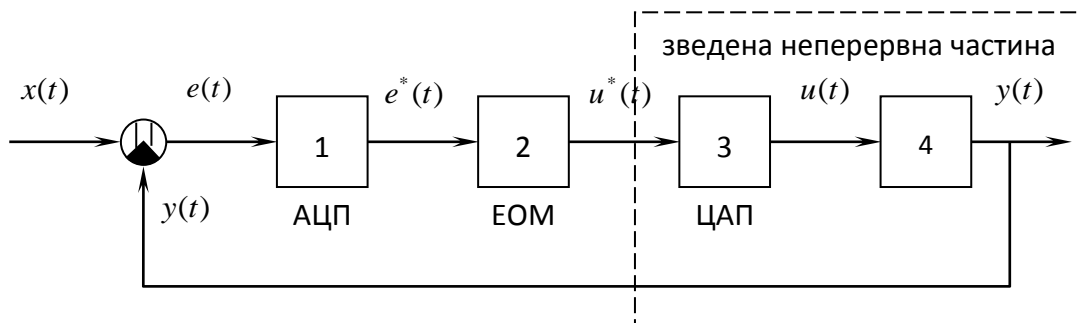 зведена неперервна частина
x(t) e(t) e*(t) u*(t) u(t) y(t)
1 2 3 4
y(t) АЦП ЕОМ ЦАП